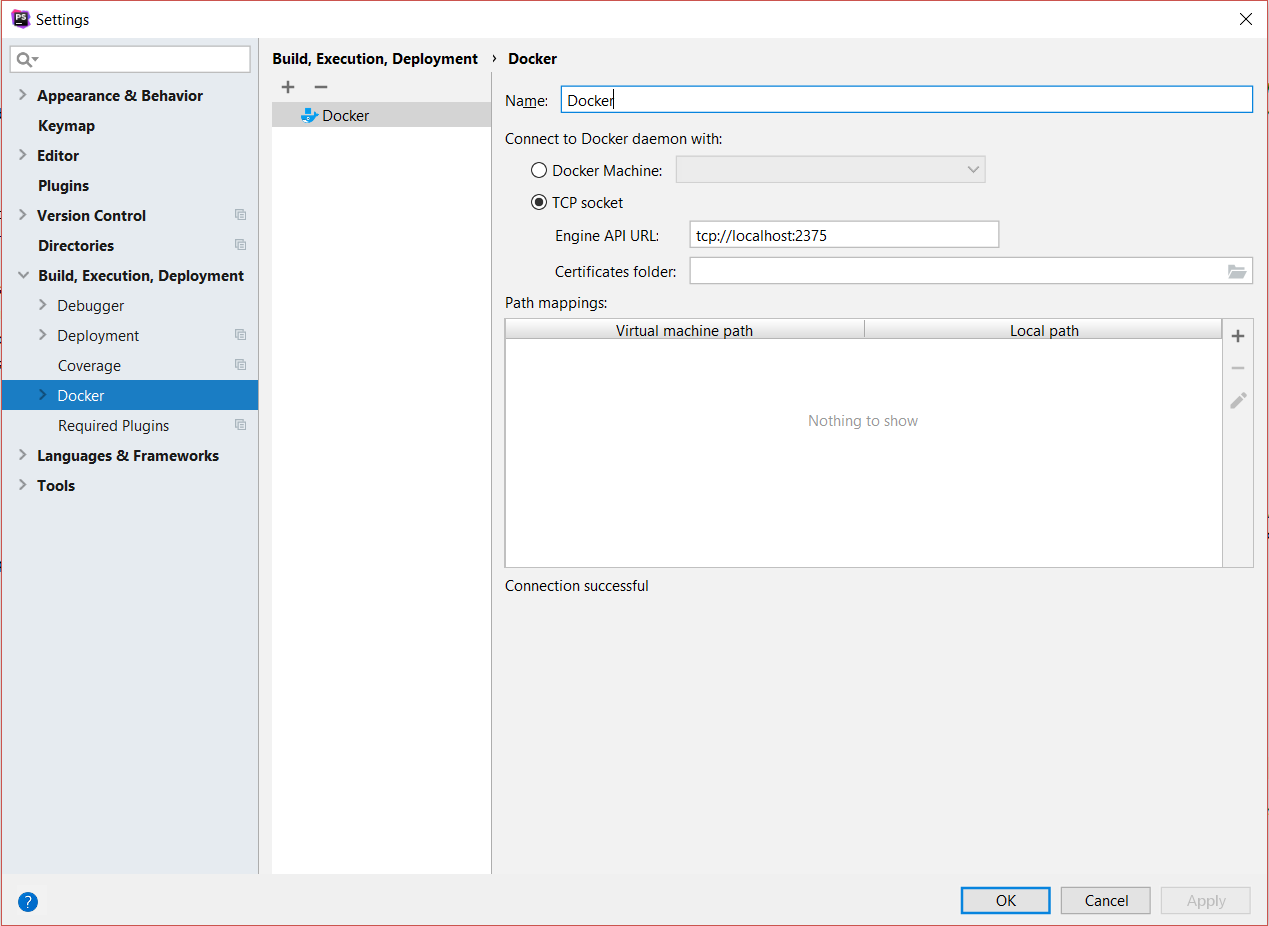 PS Settings
Appearance & Behavior
Keymap
Editor
Plugins
Version Control
Directories
Build, Execution, Deployment
Debugger
Deployment
Coverage
Docker
Required Plugins
Languages & Frameworks
Tools
Build, Execution, Deployment › Docker
Docker
Name: Docker
Connect to Docker daemon with:
Docker Machine:
TCP socket
Engine API URL: tcp://localhost:2375
Certificates folder:
Path mappings:
Virtual machine path Local path
Nothing to show
Connection successful
? OK Cancel Apply